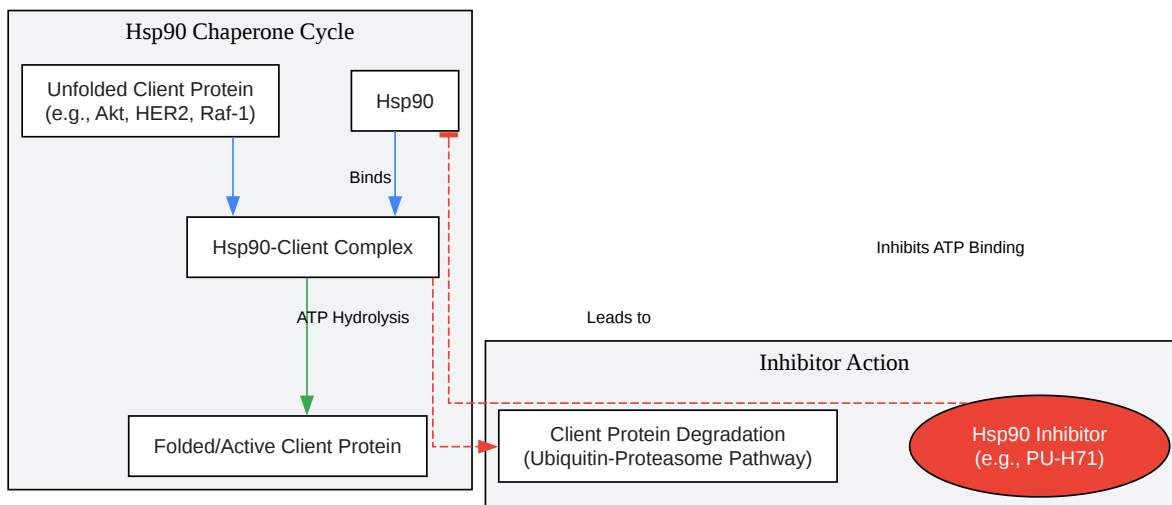 Hsp90 Chaperone Cycle
Unfolded Client Protein
(e.g., Akt, HER2, Raf-1)
Hsp90
Binds
Hsp90-Client Complex
Inhibits ATP Binding
ATP Hydrolysis
Leads to
Inhibitor Action
Folded/Active Client Protein
Client Protein Degradation
(Ubiquitin-Proteasome Pathway)
Hsp90 Inhibitor
(e.g., PU-H71)